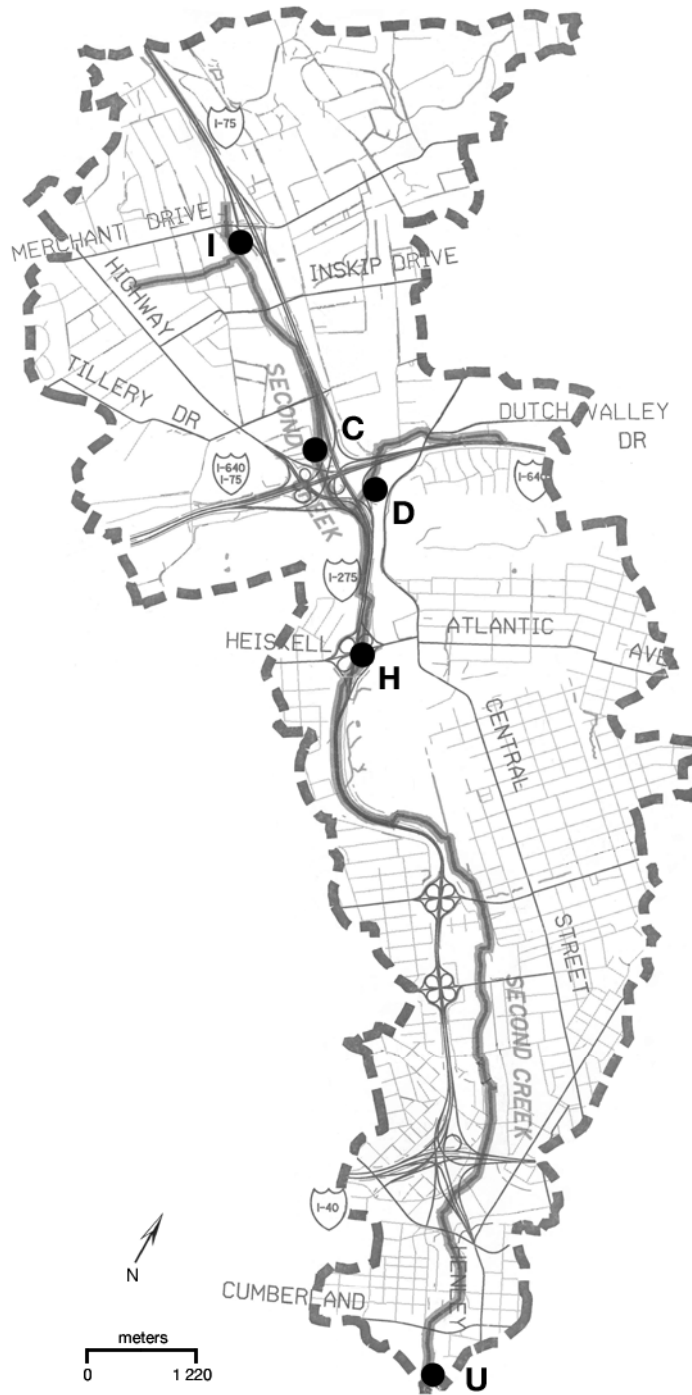 I-75
MERCHANT DRIVE
I
INSKIP DRIVE
HIGHWAY
TILLERY DR
SECOND CREEK
C
DUTCH VALLEY DR
I-640
I-75
I-640
D
I-275
HEISKELL
ATLANTIC AVE
H
CENTRAL STREET
SECOND CREEK
I-40
N
HENLEY
CUMBERLAND
meters
0 1 220
U